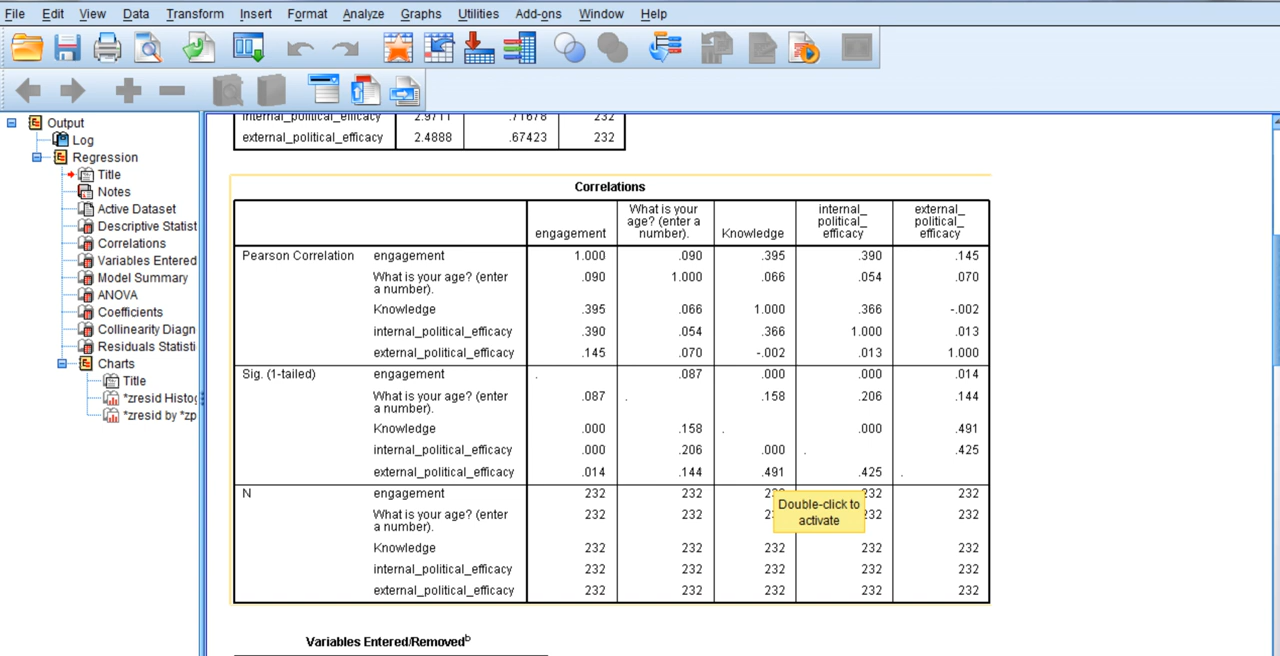 File Edit View Data Transform Insert Format Analyze Graphs Utilities Add-ons Window Help
Output
Log
Regression
Title
Notes
Active Dataset
Descriptive Statist
Correlations
Variables Entered
Model Summary
ANOVA
Coefficients
Collinearity Diagn
Residuals Statisti
Charts
Title
*zresid Histog
*zresid by *zp
internal_political_efficacy 2.9711 .71678 232
external_political_efficacy 2.4888 .67423 232
Correlations
engagement
What is your
age? (enter a
number).
Knowledge
internal_
political_
efficacy
external_
political_
efficacy
Pearson Correlation engagement 1.000 .090 .395 .390 .145
What is your age? (enter
a number). .090 1.000 .066 .054 .070
Knowledge .395 .066 1.000 .366 -.002
internal_political_efficacy .390 .054 .366 1.000 .013
external_political_efficacy .145 .070 -.002 .013 1.000
Sig. (1-tailed) engagement . .087 .000 .000 .014
What is your age? (enter
a number). .087 . .158 .206 .144
Knowledge .000 .158 . .000 .491
internal_political_efficacy .000 .206 .000 . .425
external_political_efficacy .014 .144 .491 .425 .
N engagement 232 232 232 232
What is your age? (enter
a number). 232 232 232 232
Knowledge 232 232 232 232 232
internal_political_efficacy 232 232 232 232 232
external_political_efficacy 232 232 232 232 232
Double-click to
activate
Variables Entered/Removedb